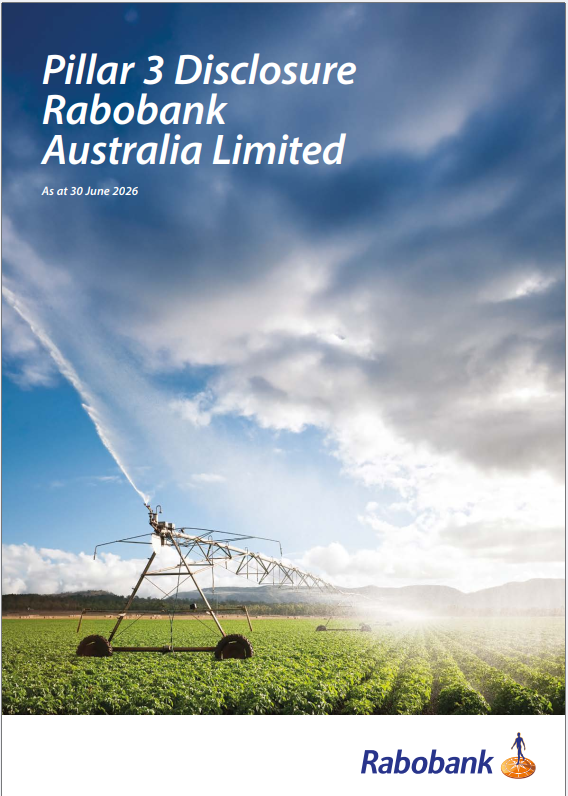 Pillar 3 Disclosure
Rabobank
Australia Limited
As at 30 June 2026
Rabobank